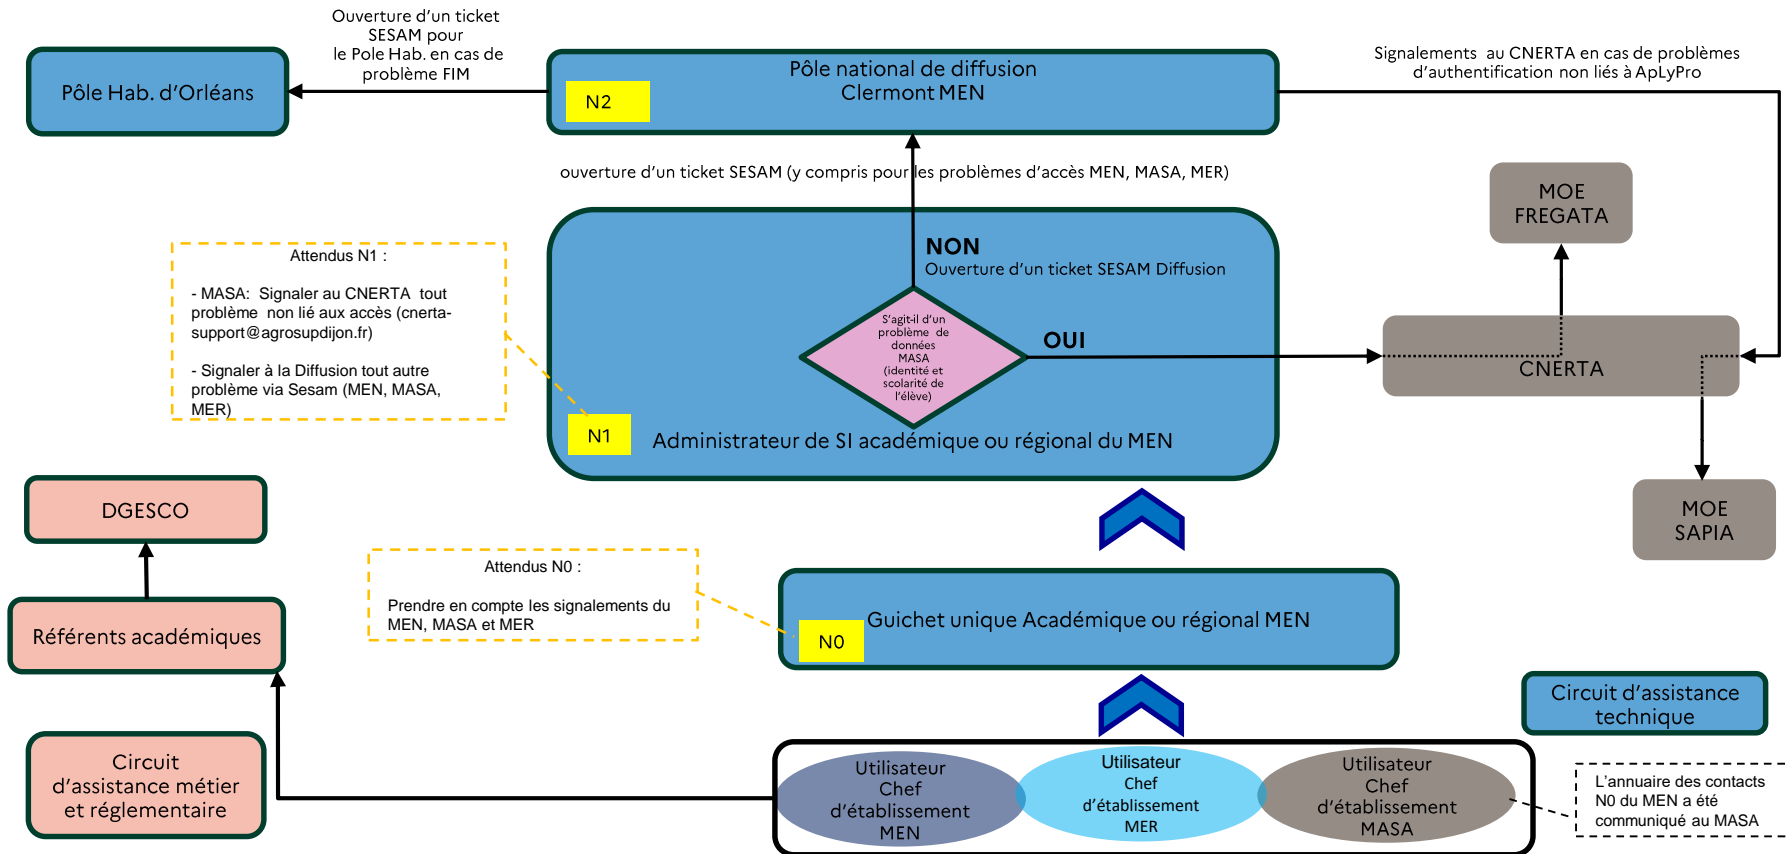 Ouverture d'un ticket
SESAM pour
le Pole Hab. en cas de
problème FIM
Pôle Hab. d'Orléans
Pôle national de diffusion
Clermont MEN
N2
Signalements au CNERTA en cas de problèmes
d'authentification non liés à ApLyPro
ouverture d'un ticket SESAM (y compris pour les problèmes d'accès MEN, MASA, MER)
MOE
FREGATA
NON
Ouverture d'un ticket SESAM Diffusion
Attendus N1 :
- MASA: Signaler au CNERTA tout
problème non lié aux accès (cnerta-
support@agrosupdijon.fr)
- Signaler à la Diffusion tout autre
problème via Sesam (MEN, MASA,
MER)
S'agit-il d'un
problème de
données
MASA
(identité et
scolarité de
l'élève)
OUI
CNERTA
N1
Administrateur de SI académique ou régional du MEN
DGESCO
MOE
SAPIA
Attendus N0 :
Prendre en compte les signalements du
MEN, MASA et MER
Référents académiques
Guichet unique Académique ou régional MEN
N0
Circuit d'assistance
technique
Circuit
d'assistance métier
et réglementaire
Utilisateur
Chef
d'établissement
MEN
Utilisateur
Chef
d'établissement
MER
Utilisateur
Chef
d'établissement
MASA
L'annuaire des contacts
N0 du MEN a été
communiqué au MASA